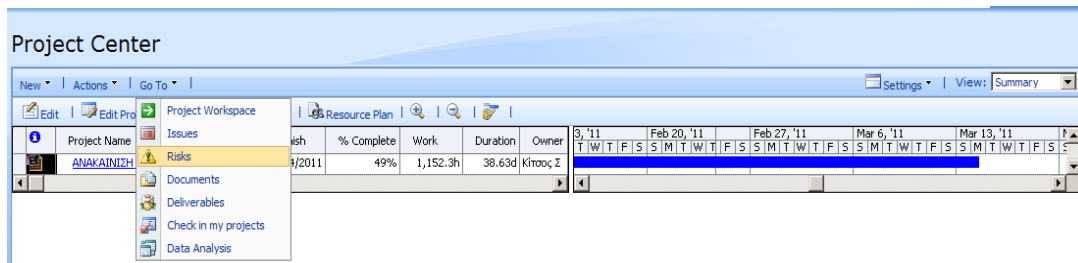 Project Center
New Actions Go To Settings View: Summary
Edit Edit Pro Resource Plan
Project Workspace
Issues
Risks
Documents
Deliverables
Check in my projects
Data Analysis
Project Name ish % Complete Work Duration Owner 3, '11 Feb 20, '11 Feb 27, '11 Mar 6, '11 Mar 13, '11
T W T F S S M T W T F S S M T W T F S S M T W T F S S M T W T F S
ΑΝΑΚΑΙΝΙΣΗ /2011 49% 1,152.3h 38.63d Κίτσος Σ